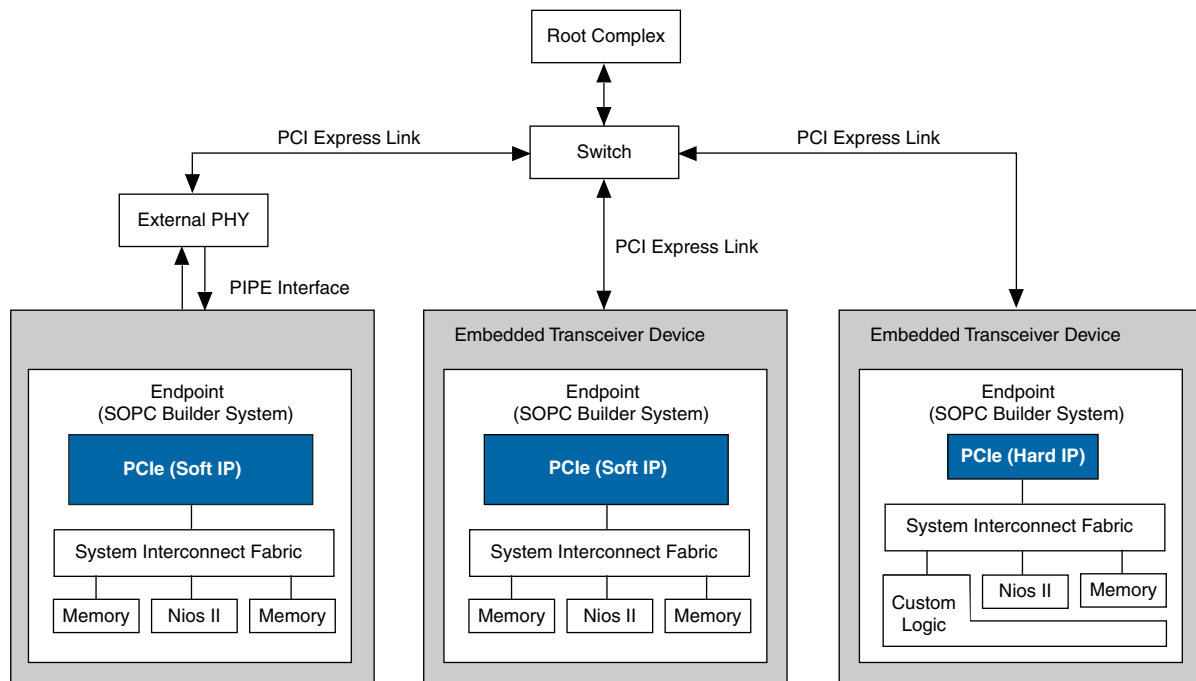 Root Complex
PCI Express Link
Switch
PCI Express Link
External PHY
PCI Express Link
PIPE Interface
Endpoint
(SOPC Builder System)
PCIe (Soft IP)
System Interconnect Fabric
Memory
Nios II
Memory
Embedded Transceiver Device
Endpoint
(SOPC Builder System)
PCIe (Soft IP)
System Interconnect Fabric
Memory
Nios II
Memory
Embedded Transceiver Device
Endpoint
(SOPC Builder System)
PCIe (Hard IP)
System Interconnect Fabric
Custom
Logic
Nios II
Memory